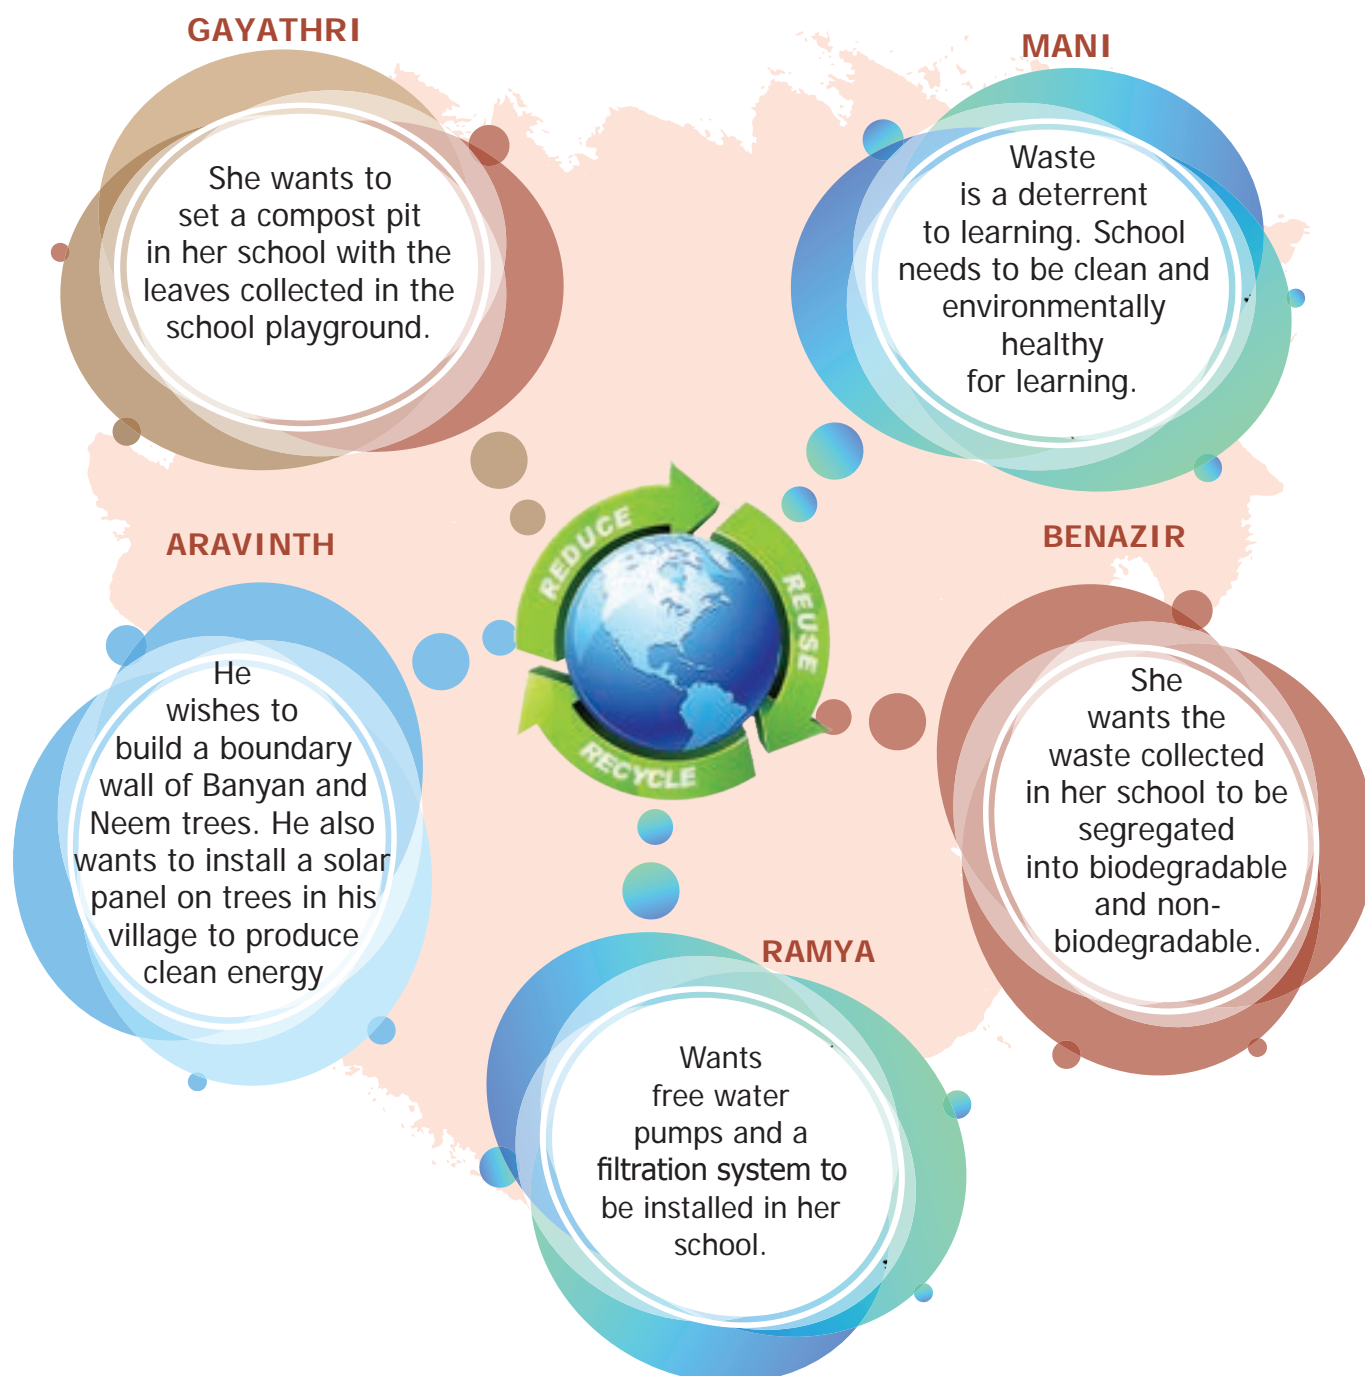 GAYATHRI
She wants to
set a compost pit
in her school with the
leaves collected in the
school playground.
MANI
Waste
is a deterrent
to learning. School
needs to be clean and
environmentally
healthy
for learning.
REDUCE
REUSE
RECYCLE
ARAVINTH
He
wishes to
build a boundary
wall of Banyan and
Neem trees. He also
wants to install a solar
panel on trees in his
village to produce
clean energy
BENAZIR
She
wants the
waste collected
in her school to be
segregated
into biodegradable
and non-
biodegradable.
RAMYA
Wants
free water
pumps and a
filtration system to
be installed in her
school.